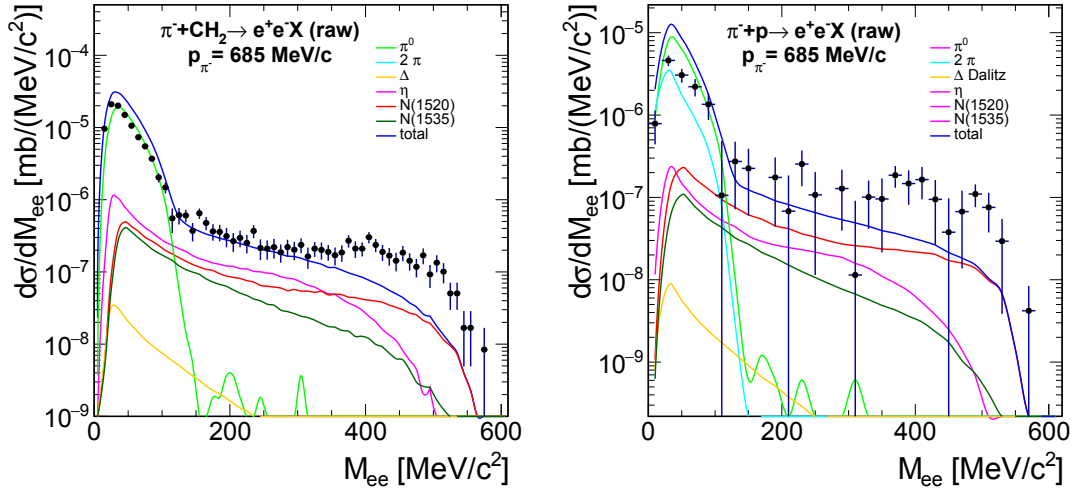 π⁻+CH₂→ e⁺e⁻X (raw)
p_π⁻ = 685 MeV/c
π⁰
2 π
Δ
η
N(1520)
N(1535)
total
dσ/dM_ee [mb/(MeV/c²)]
10⁻⁴
10⁻⁵
10⁻⁶
10⁻⁷
10⁻⁸
10⁻⁹
0 200 400 600
M_ee [MeV/c²]
π⁻+p→ e⁺e⁻X (raw)
p_π⁻ = 685 MeV/c
π⁰
2 π
Δ Dalitz
η
N(1520)
N(1535)
total
dσ/dM_ee [mb/(MeV/c²)]
10⁻⁵
10⁻⁶
10⁻⁷
10⁻⁸
10⁻⁹
0 200 400 600
M_ee [MeV/c²]